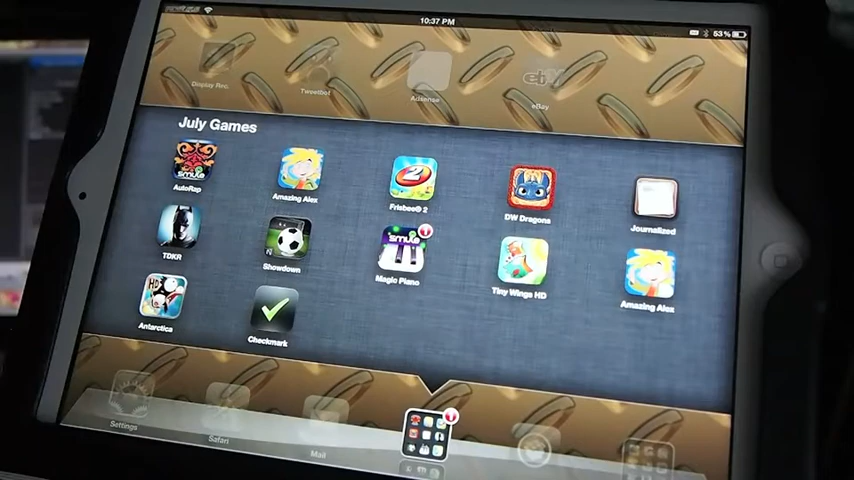 10:37 PM
53%
Display Rec.
Tweetbot
Adsense
eBay
July Games
AutoRap
Amazing Alex
Frisbee® 2
DW Dragons
Journalized
TDKR
Showdown
Magic Piano
Tiny Wings HD
Amazing Alex
Antarctica
Checkmark
Settings
Safari
Mail